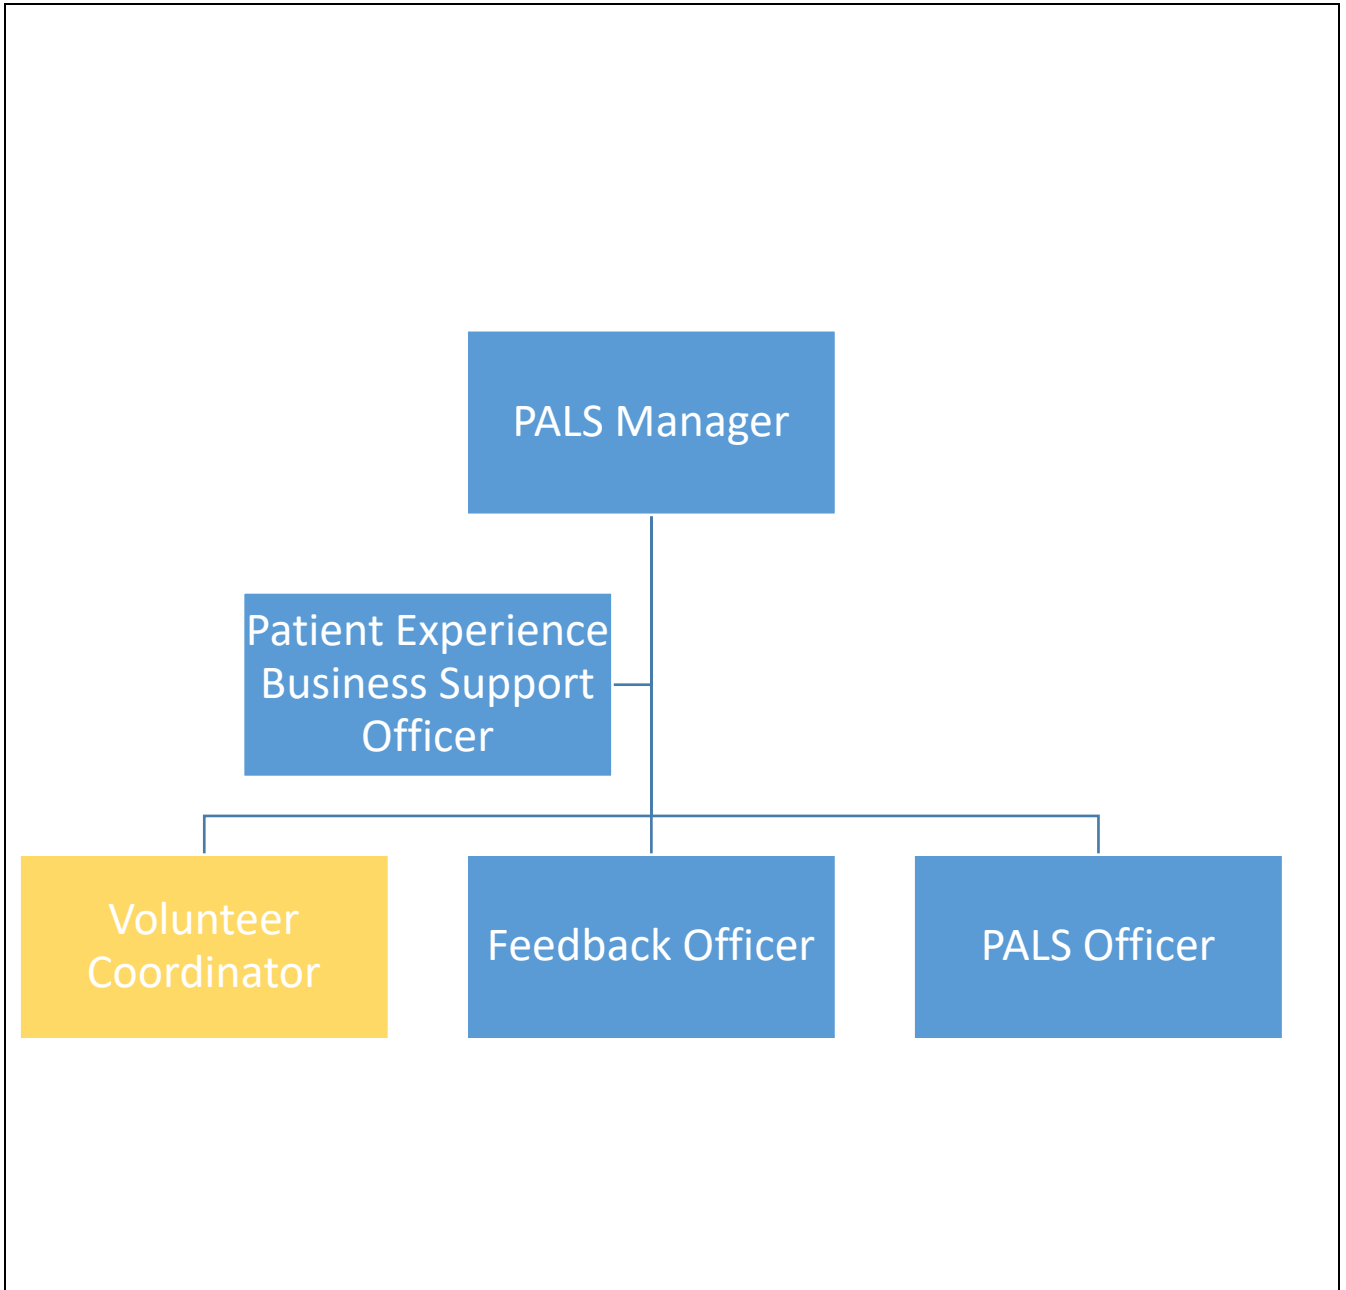 PALS Manager
Patient Experience
Business Support
Officer
Volunteer
Coordinator
Feedback Officer
PALS Officer